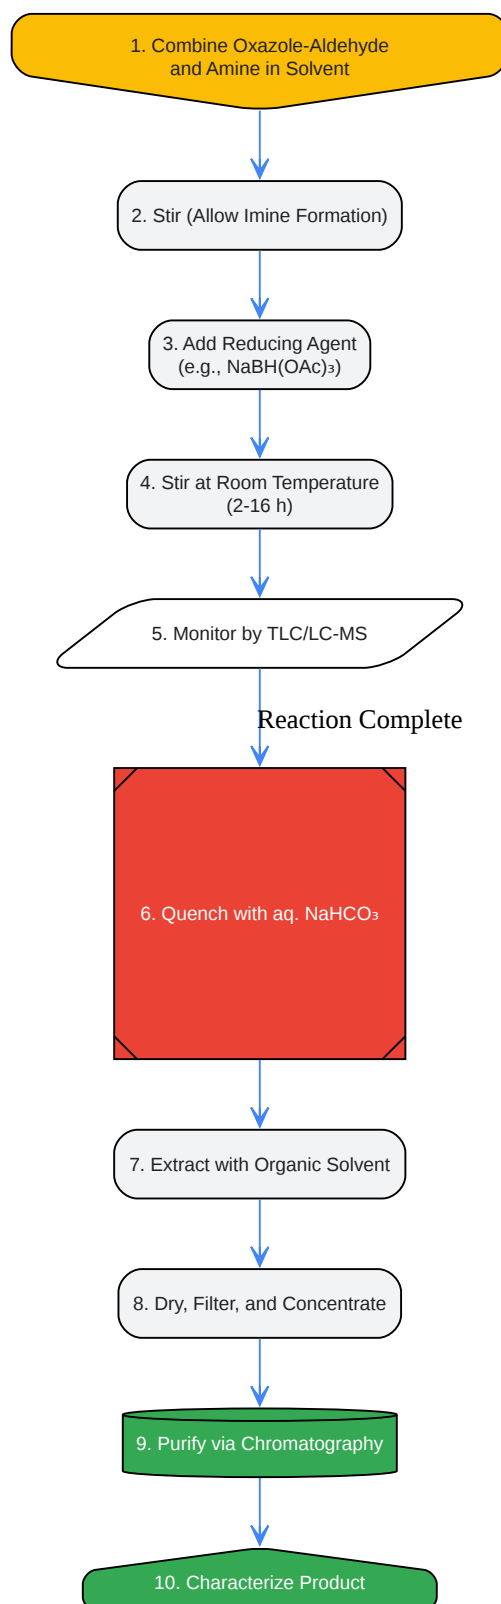 1. Combine Oxazole-Aldehyde
and Amine in Solvent
2. Stir (Allow Imine Formation)
3. Add Reducing Agent
(e.g., NaBH(OAc)₃)
4. Stir at Room Temperature
(2-16 h)
5. Monitor by TLC/LC-MS
Reaction Complete
6. Quench with aq. NaHCO₃
7. Extract with Organic Solvent
8. Dry, Filter, and Concentrate
9. Purify via Chromatography
10. Characterize Product